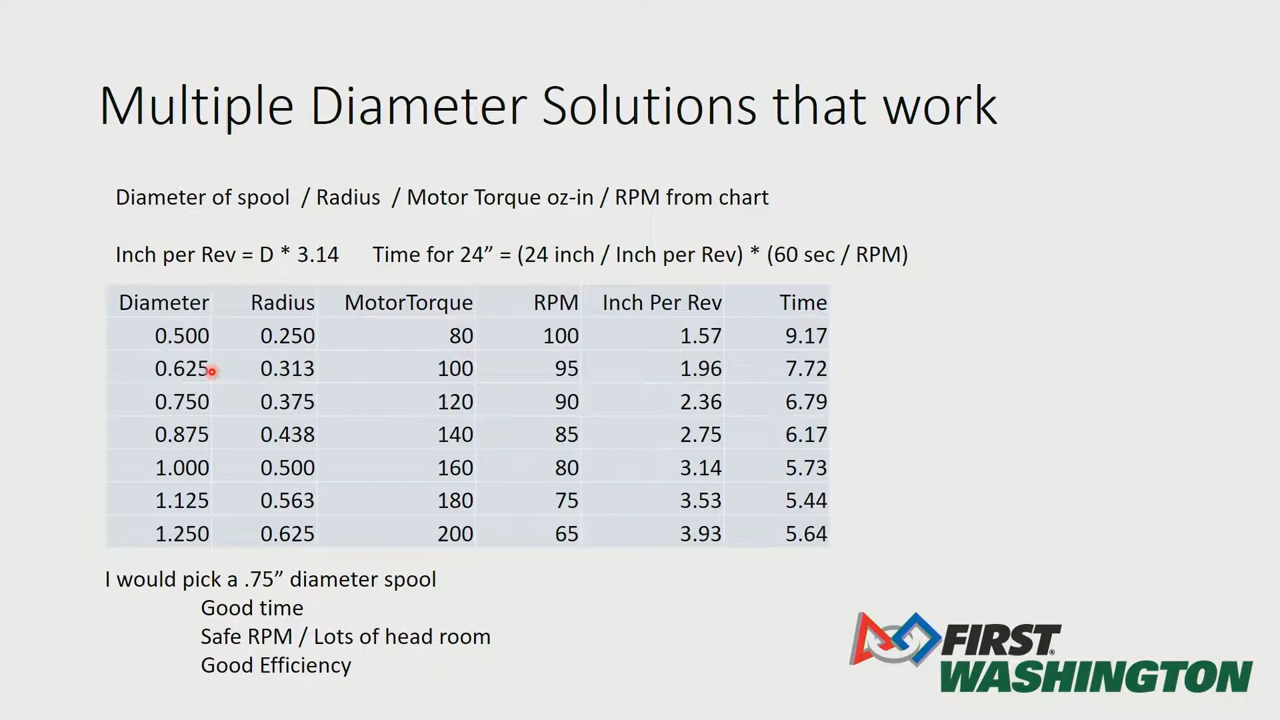 Multiple Diameter Solutions that work
Diameter of spool / Radius / Motor Torque oz-in / RPM from chart
Inch per Rev = D * 3.14 Time for 24” = (24 inch / Inch per Rev) * (60 sec / RPM)
Diameter Radius MotorTorque RPM Inch Per Rev Time
0.500 0.250 80 100 1.57 9.17
0.625 0.313 100 95 1.96 7.72
0.750 0.375 120 90 2.36 6.79
0.875 0.438 140 85 2.75 6.17
1.000 0.500 160 80 3.14 5.73
1.125 0.563 180 75 3.53 5.44
1.250 0.625 200 65 3.93 5.64
I would pick a .75” diameter spool
Good time
Safe RPM / Lots of head room
Good Efficiency
FIRST®
WASHINGTON